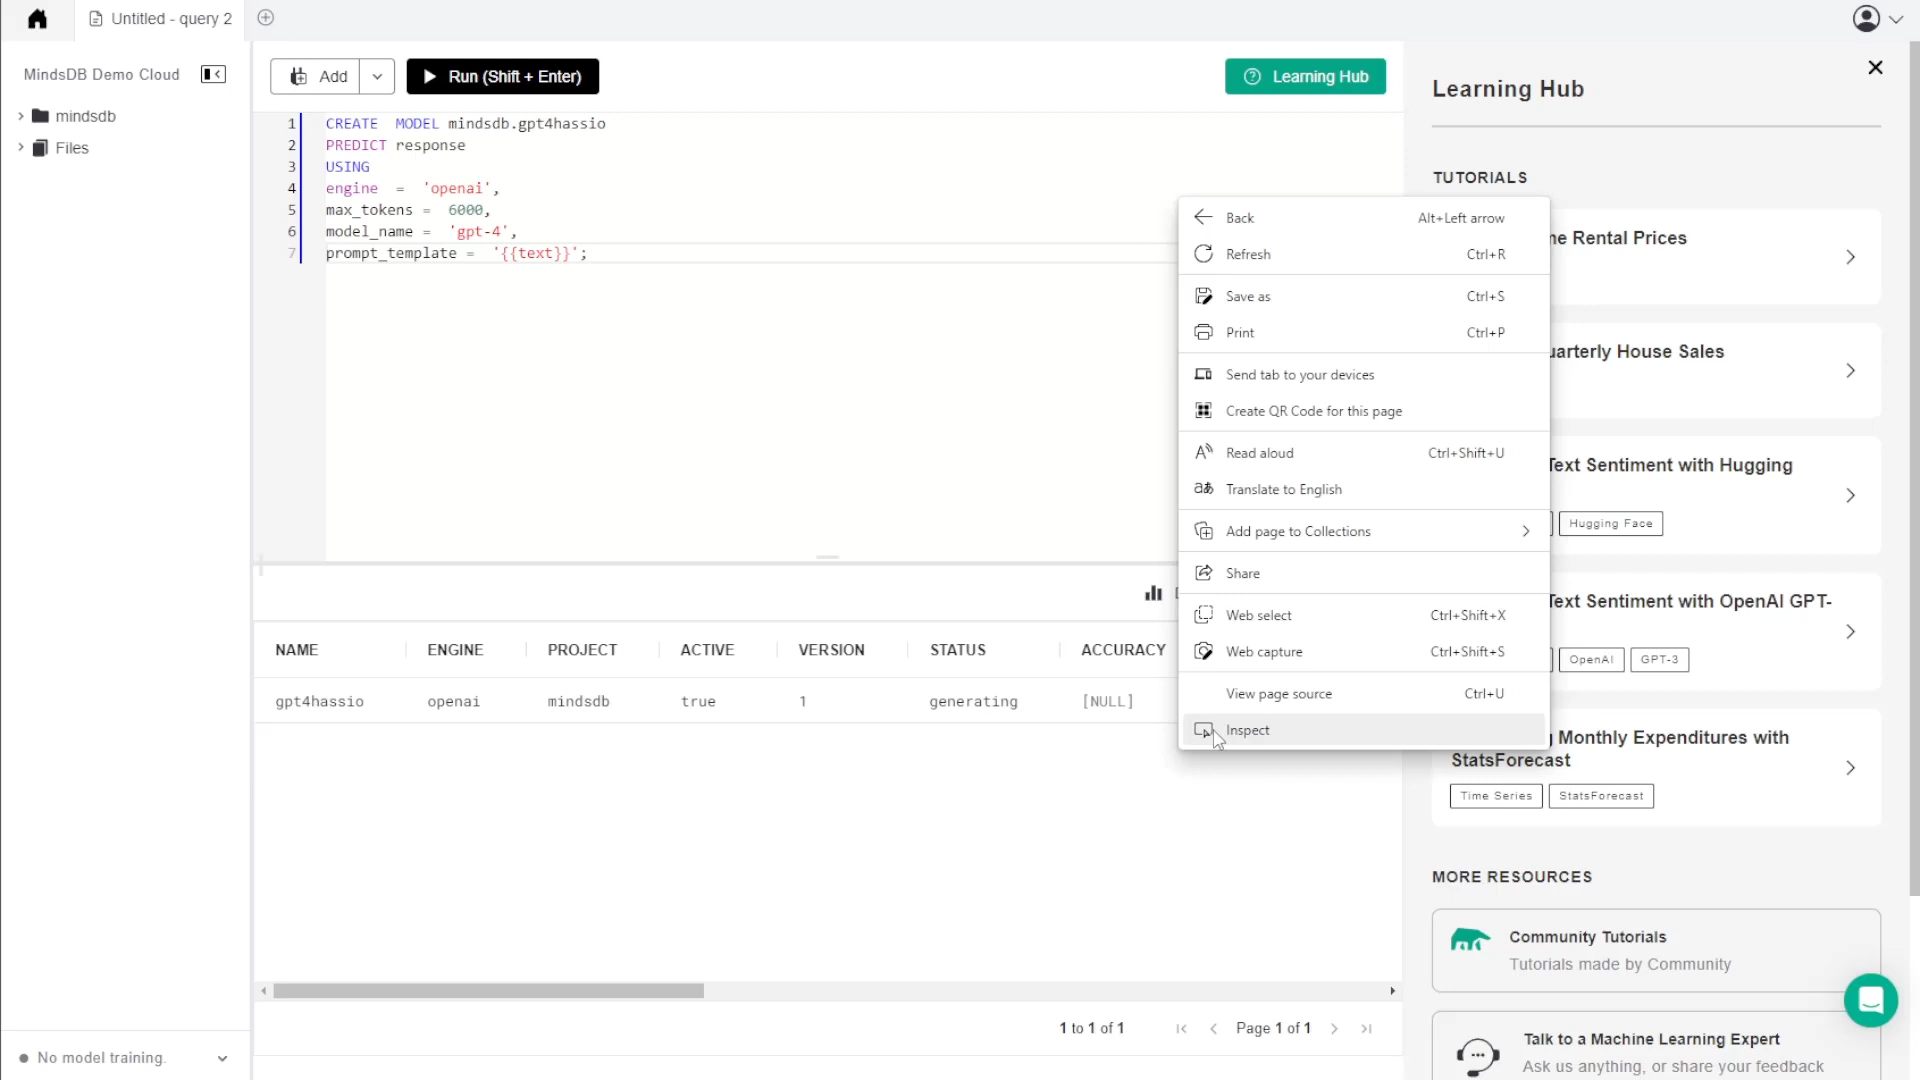 Untitled - query 2
MindsDB Demo Cloud
mindsdb
Files
Add
Run (Shift + Enter)
Learning Hub
1 CREATE MODEL mindsdb.gpt4hassio
2 PREDICT response
3 USING
4 engine = 'openai',
5 max_tokens = 6000,
6 model_name = 'gpt-4',
7 prompt_template = '{{text}}';
Back Alt+Left arrow
Refresh Ctrl+R
Save as Ctrl+S
Print Ctrl+P
Send tab to your devices
Create QR Code for this page
Read aloud Ctrl+Shift+U
Translate to English
Add page to Collections
Share
Web select Ctrl+Shift+X
Web capture Ctrl+Shift+S
View page source Ctrl+U
Inspect
NAME ENGINE PROJECT ACTIVE VERSION STATUS ACCURACY
gpt4hassio openai mindsdb true 1 generating [NULL]
1 to 1 of 1 Page 1 of 1
No model training.
Learning Hub
TUTORIALS
Rental Prices
House Sales
Text Sentiment with Hugging
Hugging Face
Text Sentiment with OpenAI GPT-
OpenAI GPT-3
Monthly Expenditures with
StatsForecast
Time Series StatsForecast
MORE RESOURCES
Community Tutorials
Tutorials made by Community
Talk to a Machine Learning Expert
Ask us anything, or share your feedback